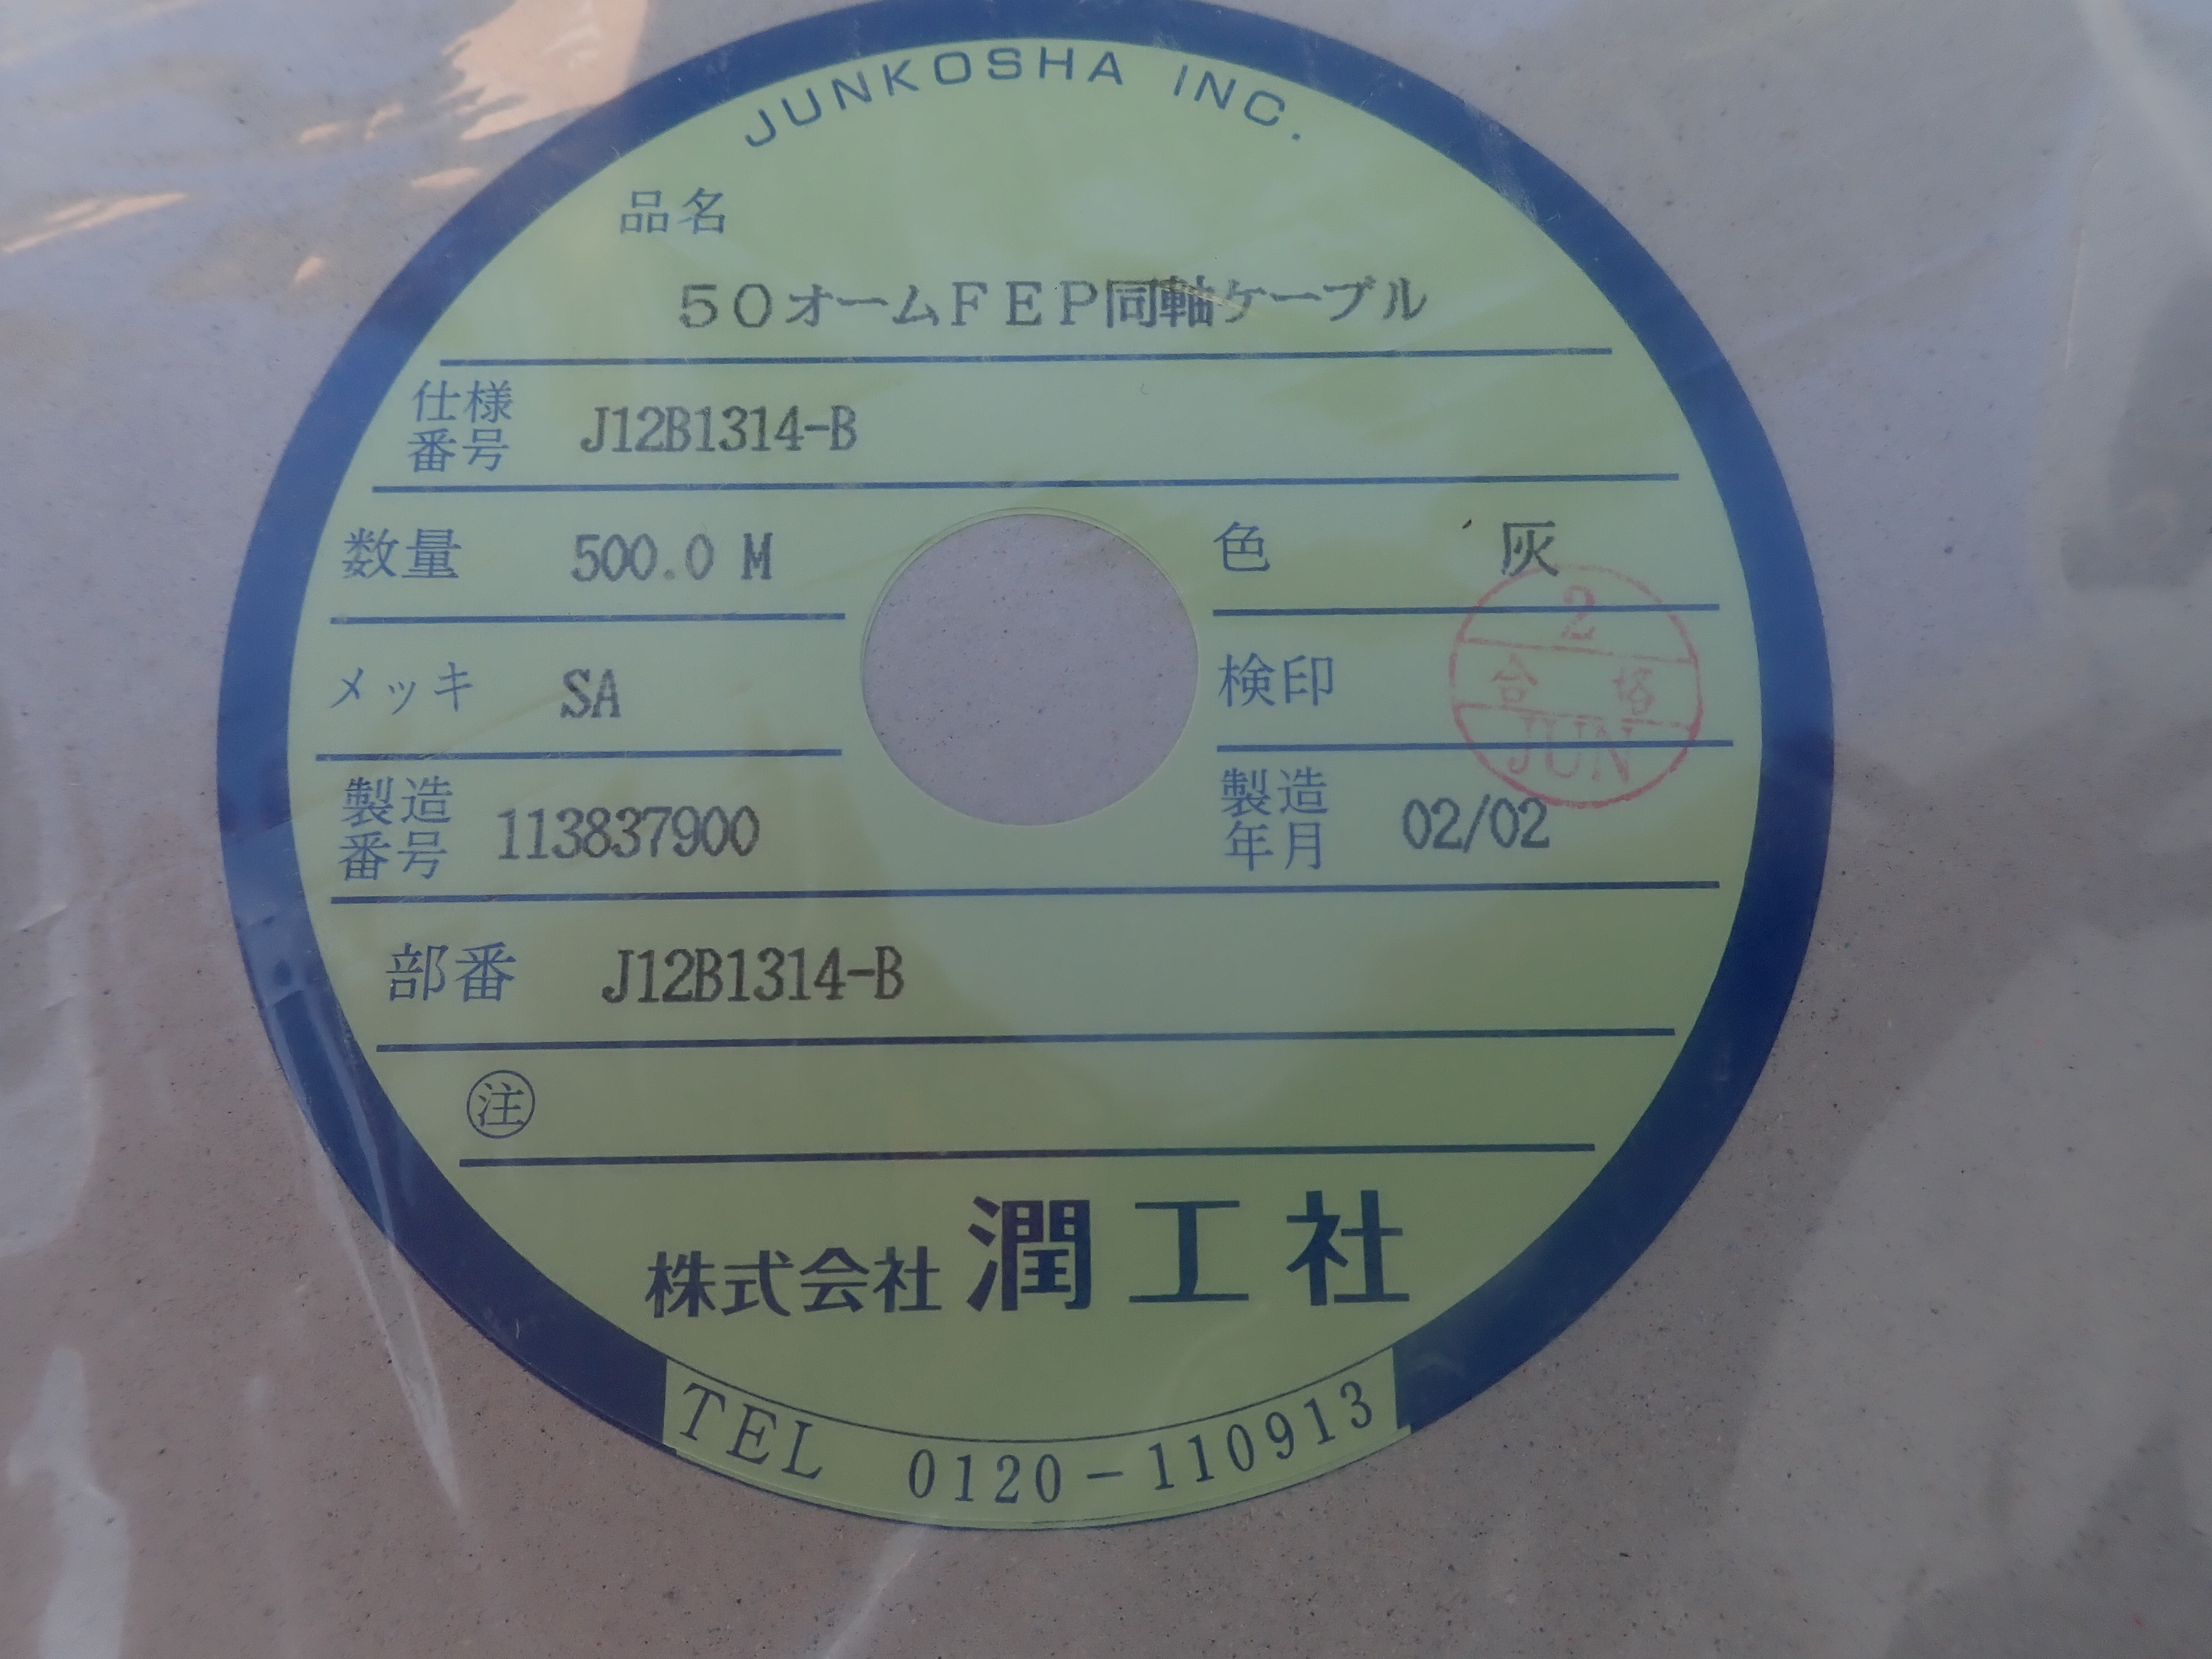 JUNKOSHA INC.
品名
50オームFEP同軸ケーブル
仕様番号 J12B1314-B
数量 500.0 M
色 灰
メッキ SA
検印
2
合格
JUN
製造番号 113837900
製造年月 02/02
部番 J12B1314-B
注
株式会社 潤工社
TEL 0120-110913